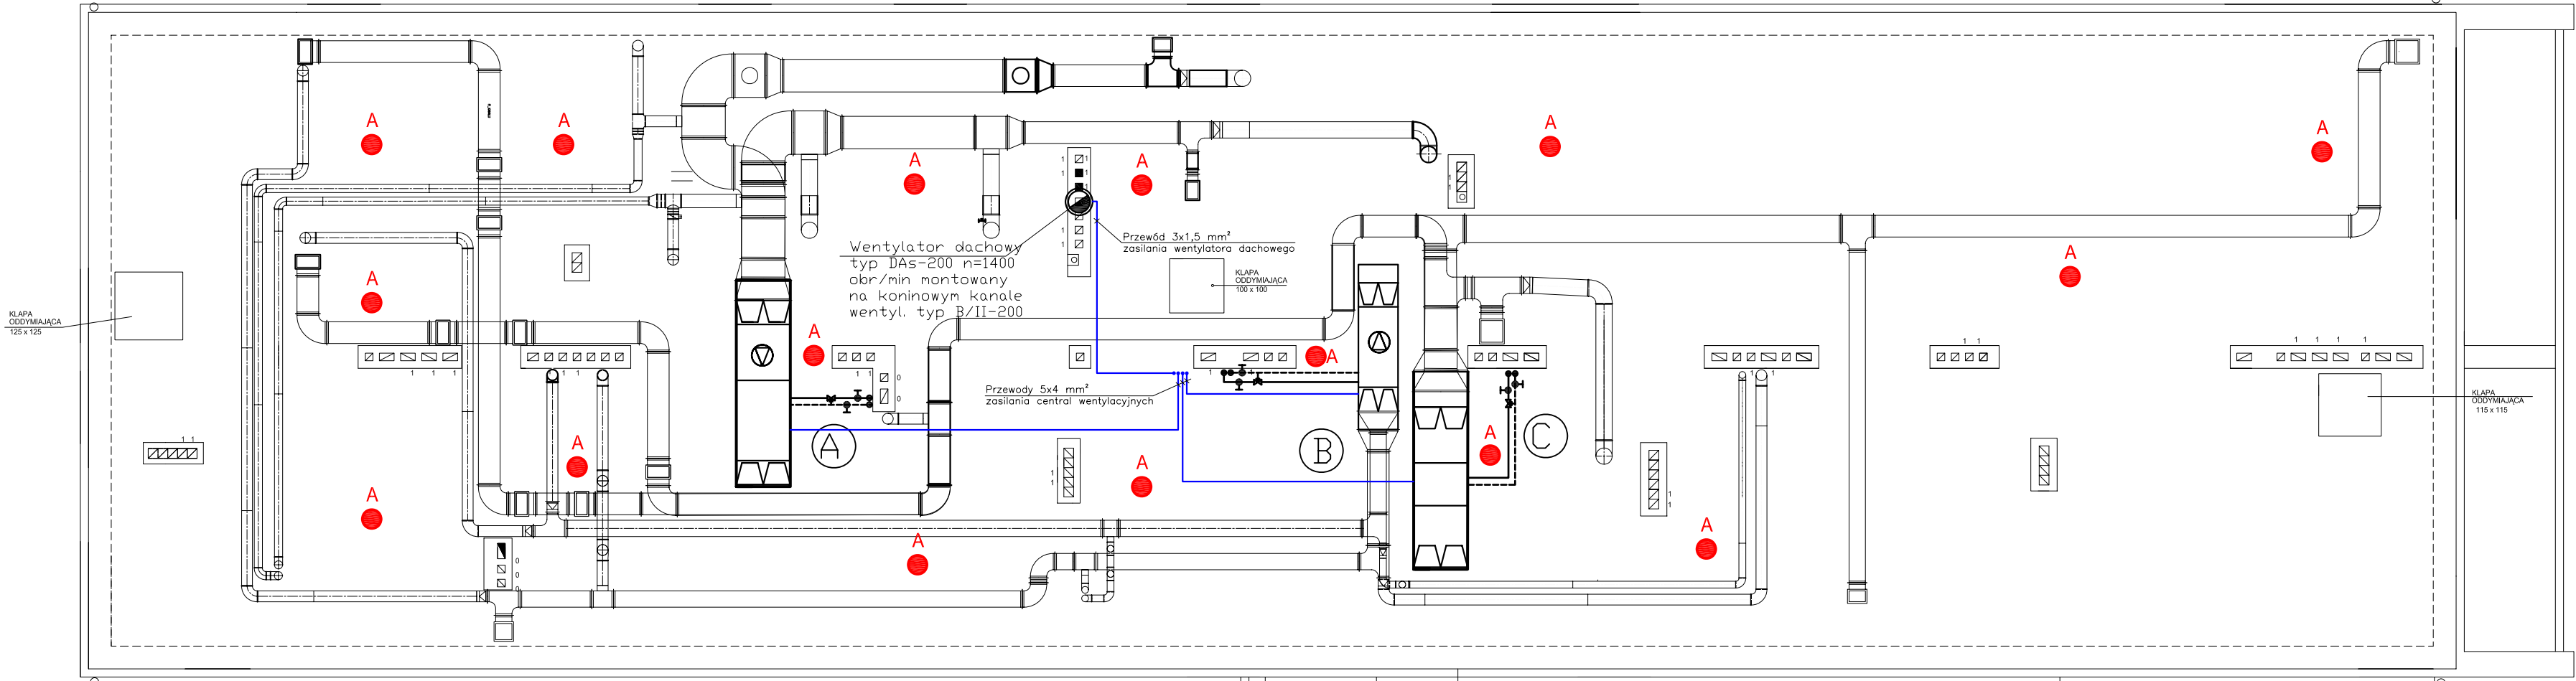 A
A
A
A
A
A
Wentylator dachowy
typ DAs-200 n=1400
obr/min montowany
na koninowym kanale
wentyl. typ B/II-200
Przewód 3x1,5 mm²
zasilania wentylatora dachowego
KLAPA
ODDYMIAJĄCA
100 x 100
A
A
KLAPA
ODDYMIAJĄCA
125 x 125
A
A
Przewody 5x4 mm²
zasilania central wentylacyjnych
KLAPA
ODDYMIAJĄCA
115 x 115
A
B
C
A
A
A
A
A
A